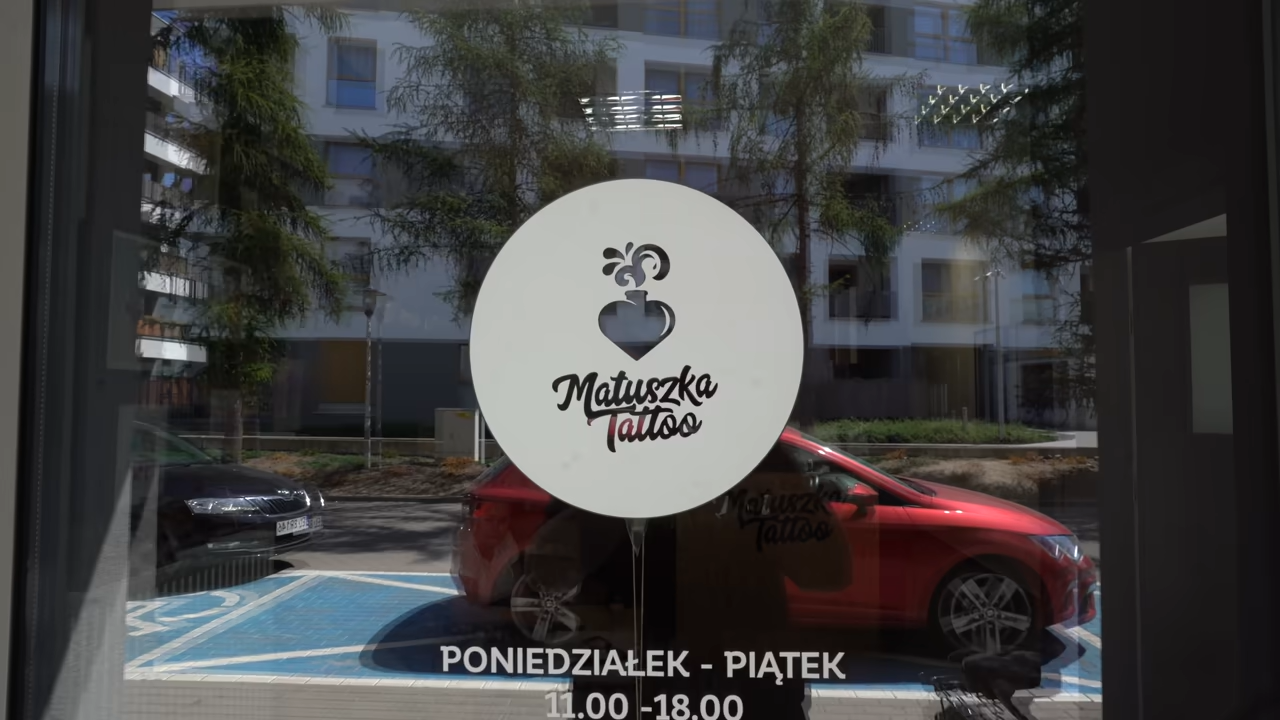 Matuszka
Tattoo
Matuszka
Tattoo
PONIEDZIAŁEK - PIĄTEK
11.00 -18.00